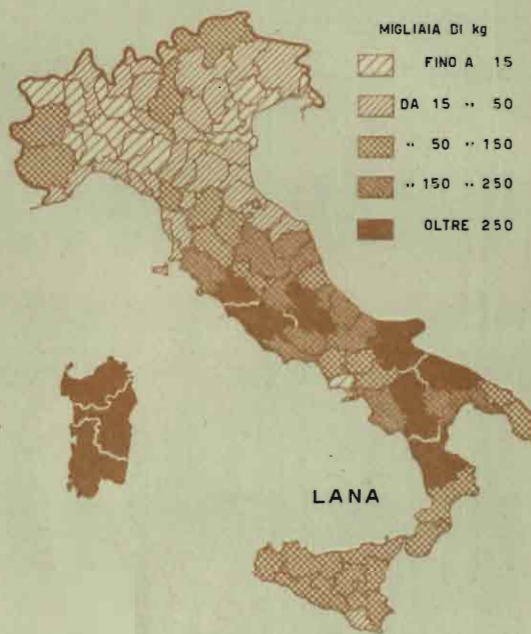 MIGLIAIA DI kg
FINO A 15
DA 15 " 50
" 50 " 150
" 150 " 250
OLTRE 250
LANA